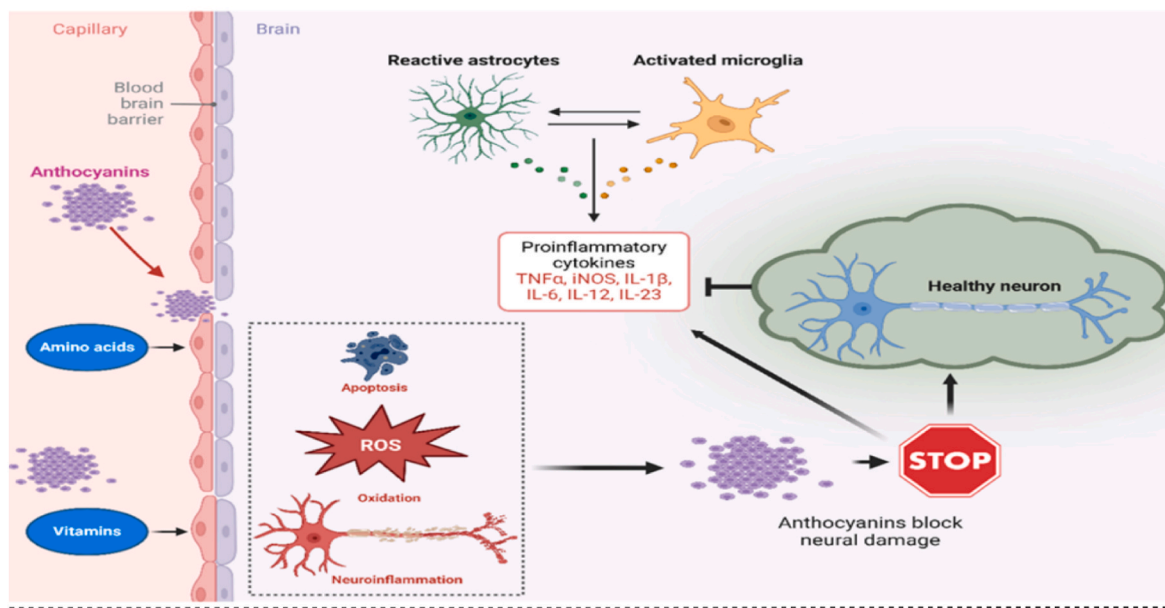 Capillary
Brain
Reactive astrocytes
Activated microglia
Blood
brain
barrier
Anthocyanins
Proinflammatory
cytokines
TNFα, iNOS, IL-1β,
IL-6, IL-12, IL-23
Healthy neuron
Amino acids
Apoptosis
ROS
Oxidation
STOP
Vitamins
Anthocyanins block
neural damage
Neuroinflammation